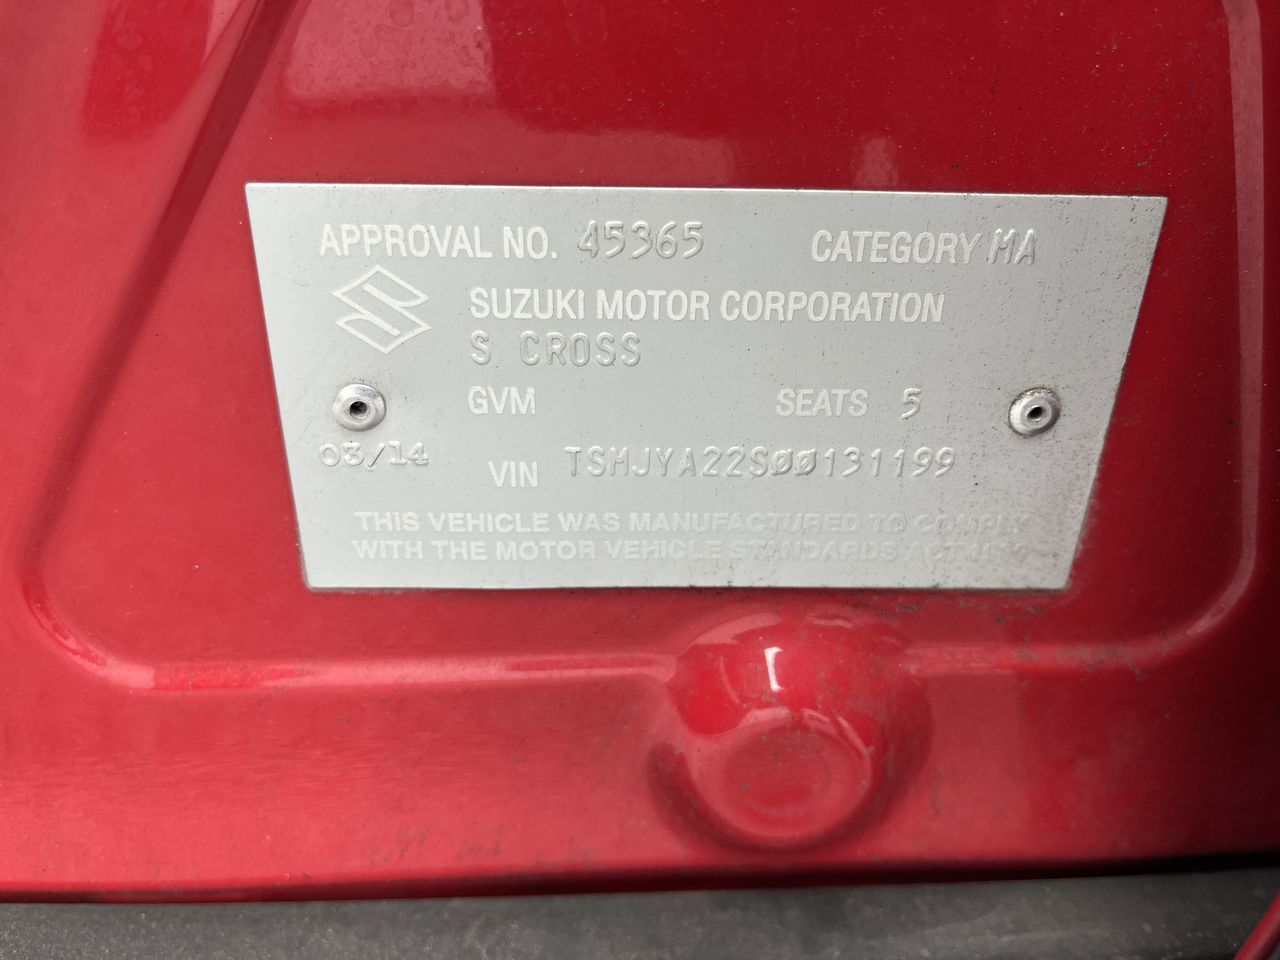 APPROVAL NO. 45365 CATEGORY MA
SUZUKI MOTOR CORPORATION
S CROSS
GVM SEATS 5
03/14 VIN TSMJYA22S00131199
THIS VEHICLE WAS MANUFACTURED TO COMPLY
WITH THE MOTOR VEHICLE STANDARDS ACT